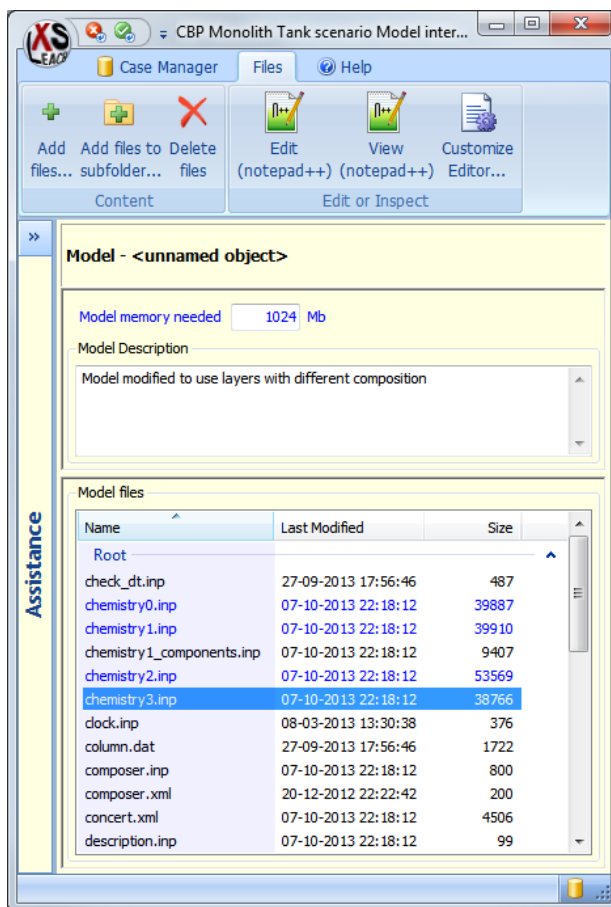 XS
LEACH
CBP Monolith Tank scenario Model inter...
Case Manager Files Help
n++ n++
Add files... Add files to subfolder... Delete files Edit (notepad++) View (notepad++) Customize Editor...
Content Edit or Inspect
»
Model - <unnamed object>
Model memory needed 1024 Mb
Model Description
Model modified to use layers with different composition
Assistance
Model files
Name Last Modified Size
Root
check_dt.inp 27-09-2013 17:56:46 487
chemistry0.inp 07-10-2013 22:18:12 39887
chemistry1.inp 07-10-2013 22:18:12 39910
chemistry1_components.inp 07-10-2013 22:18:12 9407
chemistry2.inp 07-10-2013 22:18:12 53569
chemistry3.inp 07-10-2013 22:18:12 38766
clock.inp 08-03-2013 13:30:38 376
column.dat 27-09-2013 17:56:46 1722
composer.inp 07-10-2013 22:18:12 800
composer.xml 20-12-2012 22:22:42 200
concert.xml 07-10-2013 22:18:12 4506
description.inp 07-10-2013 22:18:12 99